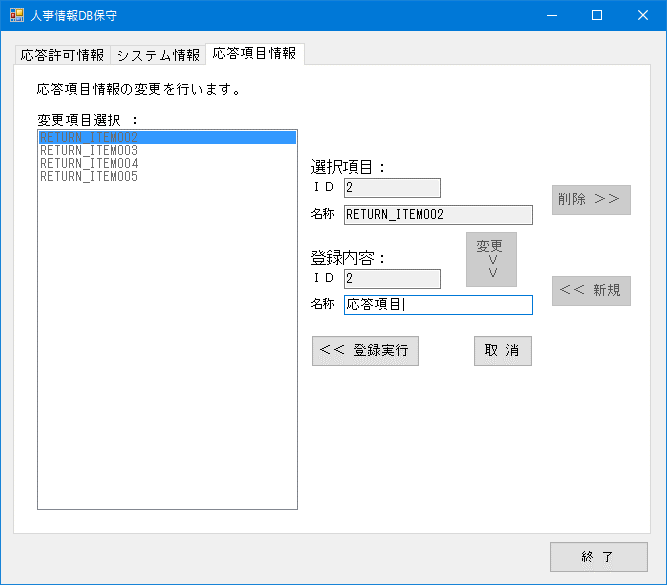 人事情報DB保守
応答許可情報 システム情報 応答項目情報
応答項目情報の変更を行います。
変更項目選択 :
RETURN_ITEM002
RETURN_ITEM003
RETURN_ITEM004
RETURN_ITEM005
選択項目:
ID 2
名称 RETURN_ITEM002
削除 >>
変更
∨
∨
登録内容:
ID 2
名称 応答項目
<< 新規
<< 登録実行
取 消
終 了